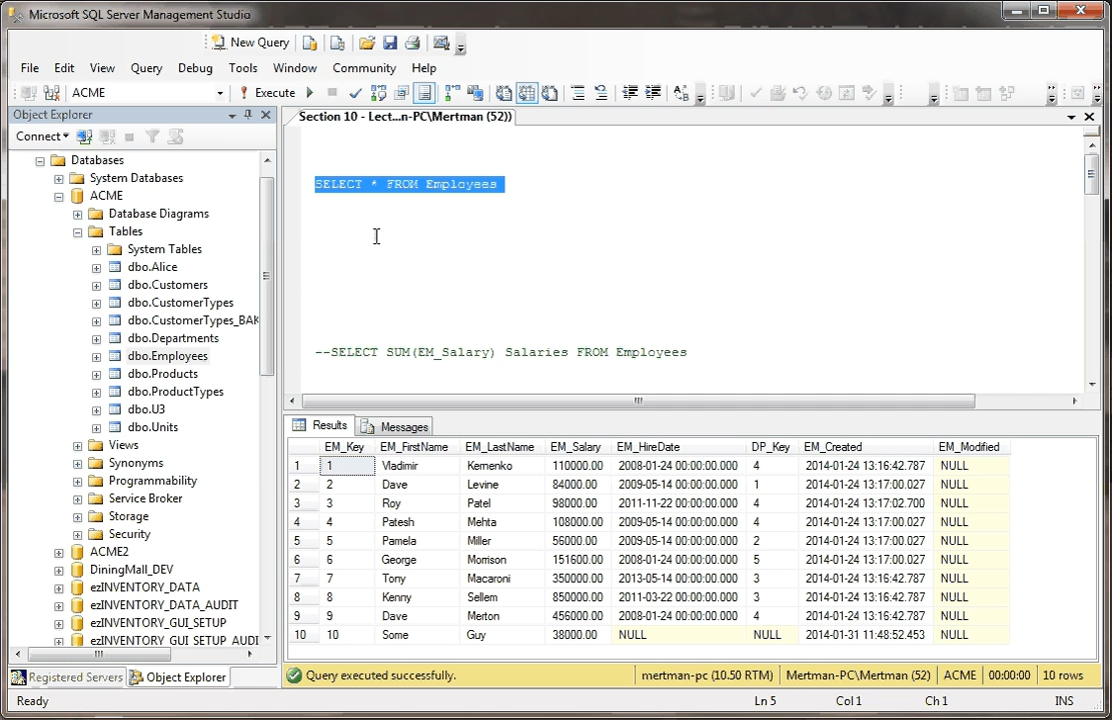 Microsoft SQL Server Management Studio
New Query
File Edit View Query Debug Tools Window Community Help
ACME Execute
Object Explorer
Section 10 - Lect...n-PC\Mertman (52))
Connect
Databases
System Databases
ACME
Database Diagrams
Tables
System Tables
dbo.Alice
dbo.Customers
dbo.CustomerTypes
dbo.CustomerTypes_BAK
dbo.Departments
dbo.Employees
dbo.Products
dbo.ProductTypes
dbo.U3
dbo.Units
Views
Synonyms
Programmability
Service Broker
Storage
Security
ACME2
DiningMall_DEV
ezINVENTORY_DATA
ezINVENTORY_DATA_AUDIT
ezINVENTORY_GUI_SETUP
ezINVENTORY_GUI_SETUP_AUDI
Registered Servers Object Explorer
SELECT * FROM Employees
--SELECT SUM(EM_Salary) Salaries FROM Employees
Results Messages
EM_Key EM_FirstName EM_LastName EM_Salary EM_HireDate DP_Key EM_Created EM_Modified
1 1 Vladimir Kemenko 110000.00 2008-01-24 00:00:00.000 4 2014-01-24 13:16:42.787 NULL
2 2 Dave Levine 84000.00 2009-05-14 00:00:00.000 1 2014-01-24 13:17:00.027 NULL
3 3 Roy Patel 98000.00 2011-11-22 00:00:00.000 4 2014-01-24 13:17:02.700 NULL
4 4 Patesh Mehta 108000.00 2009-05-14 00:00:00.000 4 2014-01-24 13:17:00.027 NULL
5 5 Pamela Miller 56000.00 2009-05-14 00:00:00.000 2 2014-01-24 13:17:00.027 NULL
6 6 George Morrison 151600.00 2008-01-24 00:00:00.000 5 2014-01-24 13:17:00.027 NULL
7 7 Tony Macaroni 350000.00 2013-05-14 00:00:00.000 3 2014-01-24 13:16:42.787 NULL
8 8 Kenny Sellem 850000.00 2011-03-22 00:00:00.000 3 2014-01-24 13:16:42.787 NULL
9 9 Dave Merton 456000.00 2008-01-24 00:00:00.000 4 2014-01-24 13:16:42.787 NULL
10 10 Some Guy 38000.00 NULL NULL 2014-01-31 11:48:52.453 NULL
Query executed successfully. mertman-pc (10.50 RTM) Mertman-PC\Mertman (52) ACME 00:00:00 10 rows
Ready Ln 5 Col 1 Ch 1 INS